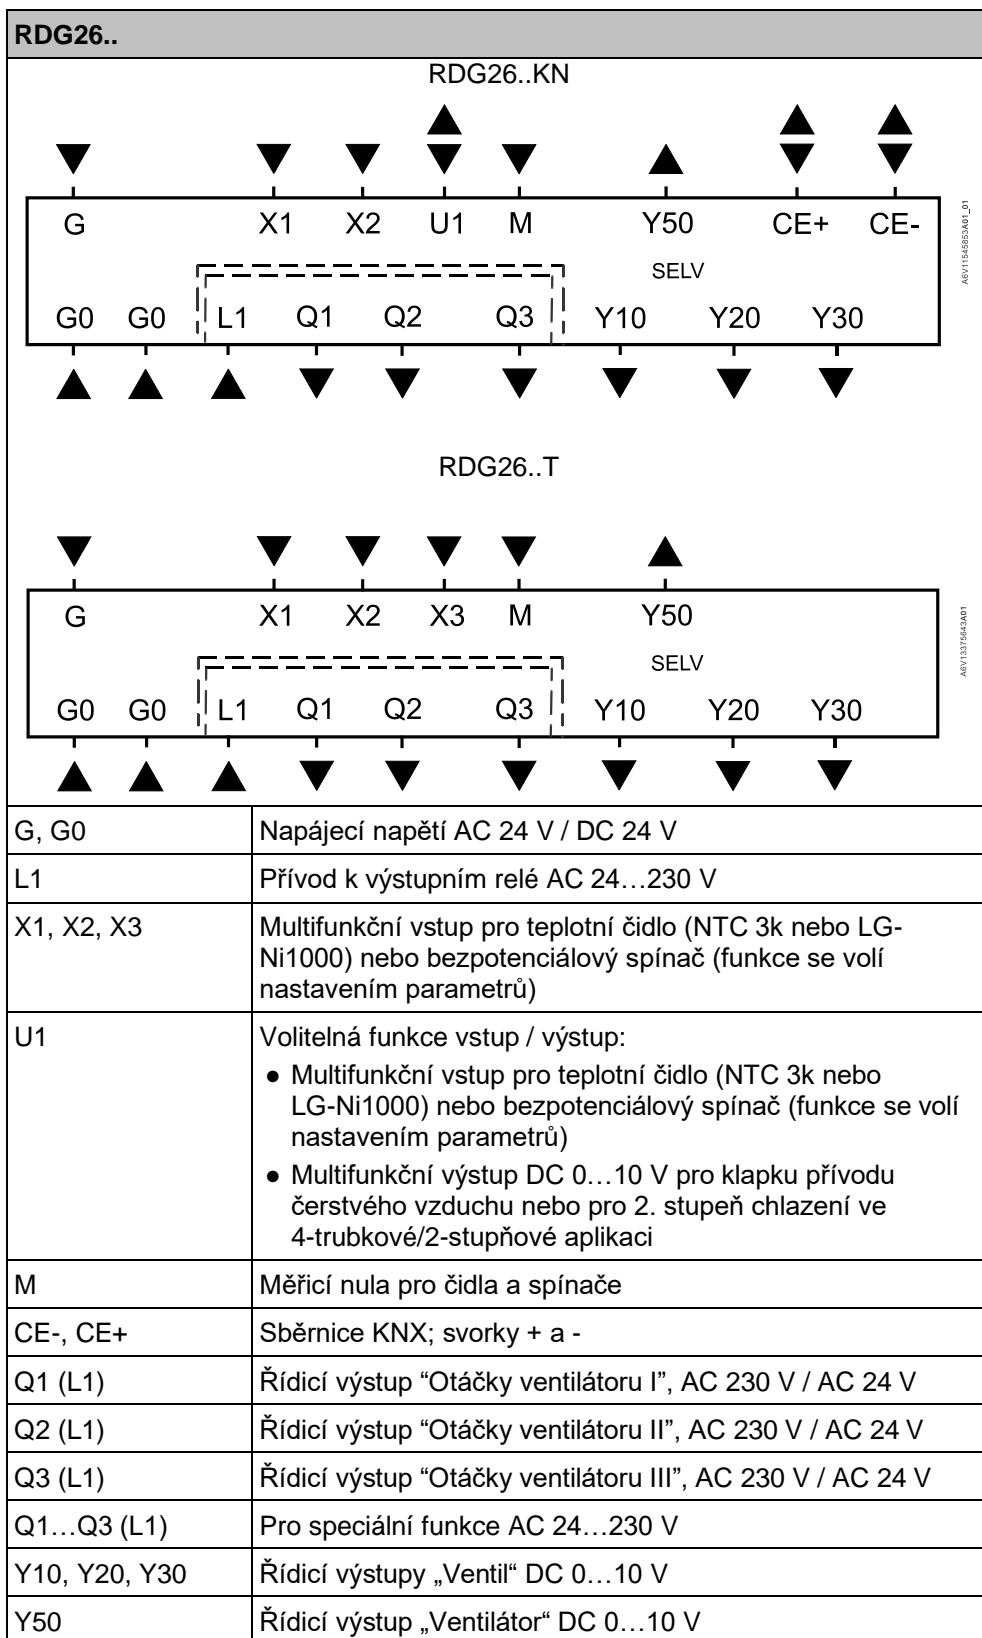 RDG26..
RDG26..KN
G X1 X2 U1 M Y50 CE+ CE-
SELV
G0 G0 L1 Q1 Q2 Q3 Y10 Y20 Y30
A6V11545853A01_01
RDG26..T
G X1 X2 X3 M Y50
SELV
G0 G0 L1 Q1 Q2 Q3 Y10 Y20 Y30
A6V13375643A01
G, G0 Napájecí napětí AC 24 V / DC 24 V
L1 Přívod k výstupním relé AC 24…230 V
X1, X2, X3 Multifunkční vstup pro teplotní čidlo (NTC 3k nebo LG-
Ni1000) nebo bezpotenciálový spínač (funkce se volí
nastavením parametrů)
U1 Volitelná funkce vstup / výstup:
● Multifunkční vstup pro teplotní čidlo (NTC 3k nebo
LG-Ni1000) nebo bezpotenciálový spínač (funkce se volí
nastavením parametrů)
● Multifunkční výstup DC 0…10 V pro klapku přívodu
čerstvého vzduchu nebo pro 2. stupeň chlazení ve
4-trubkové/2-stupňové aplikaci
M Měřicí nula pro čidla a spínače
CE-, CE+ Sběrnice KNX; svorky + a -
Q1 (L1) Řídicí výstup “Otáčky ventilátoru I”, AC 230 V / AC 24 V
Q2 (L1) Řídicí výstup “Otáčky ventilátoru II”, AC 230 V / AC 24 V
Q3 (L1) Řídicí výstup “Otáčky ventilátoru III”, AC 230 V / AC 24 V
Q1…Q3 (L1) Pro speciální funkce AC 24…230 V
Y10, Y20, Y30 Řídicí výstupy „Ventil“ DC 0…10 V
Y50 Řídicí výstup „Ventilátor“ DC 0…10 V